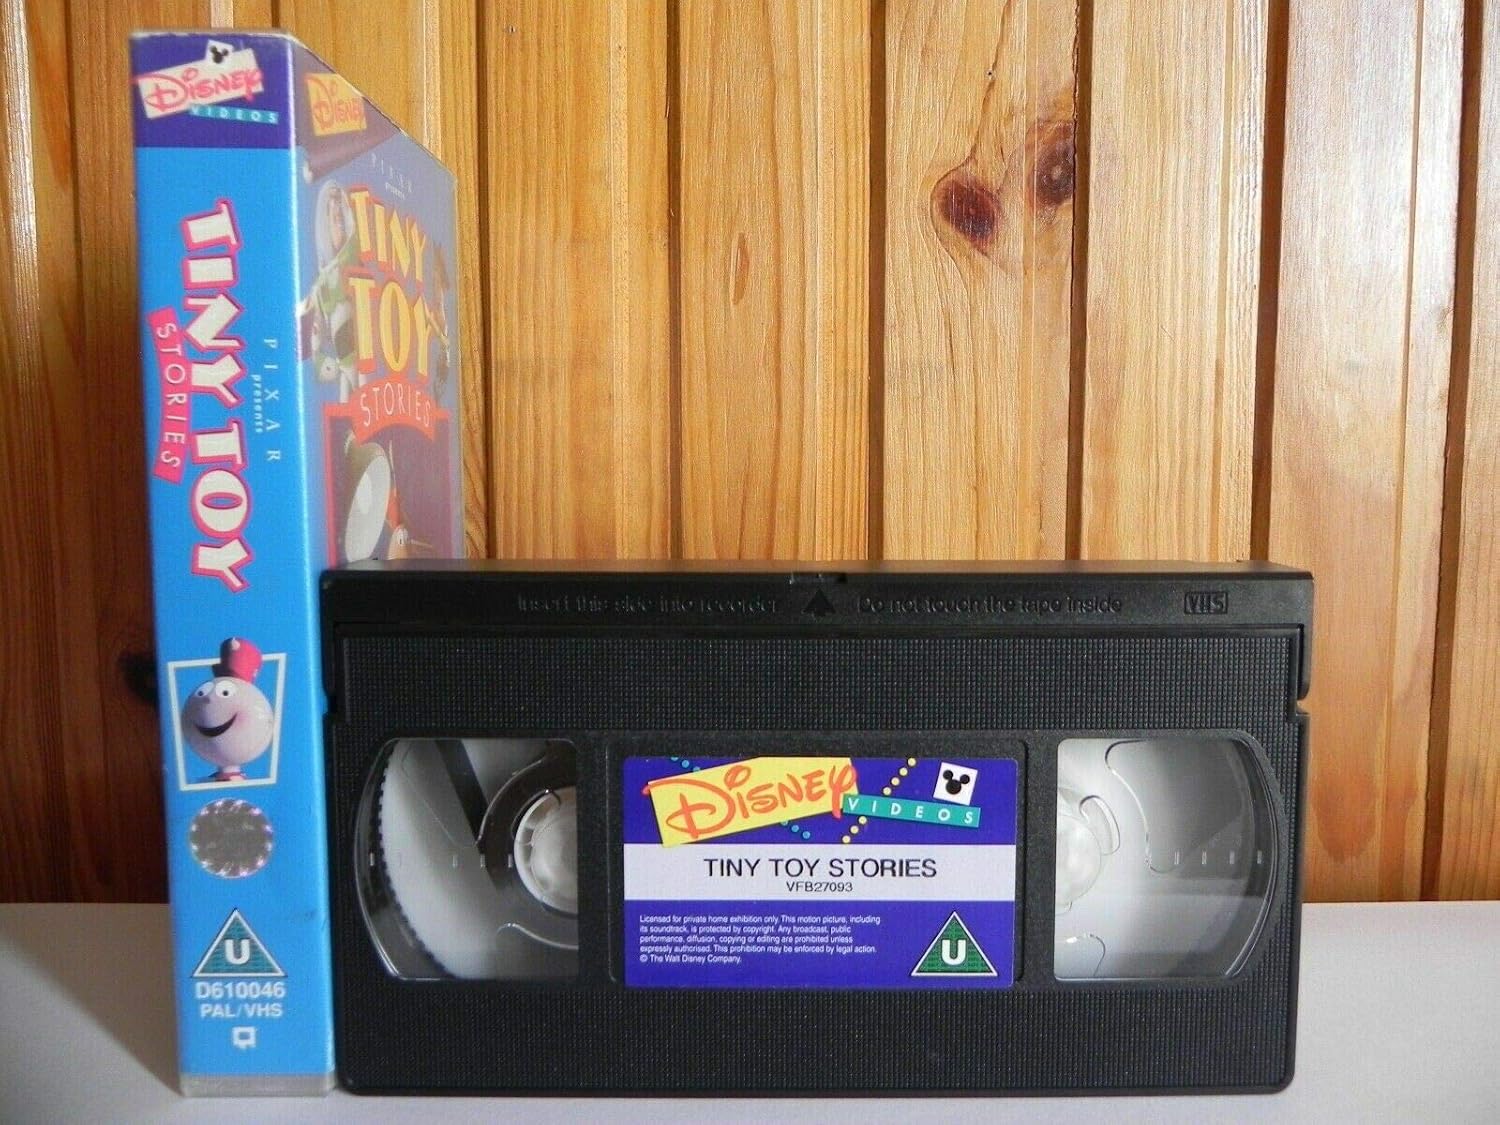 Disney
VIDEOS
PIXAR
presents
TINY TOY
STORIES
U
D610046
PAL/VHS
Disney
PIXAR
presents
TINY
TOY
STORIES
Insert this side into recorder
Do not touch the tape inside
VHS
Disney
VIDEOS
TINY TOY STORIES
VFB27093
Licensed for private home exhibition only. This motion picture, including
its soundtrack, is protected by copyright. Any broadcast, public
performance, diffusion, copying or editing are prohibited unless
expressly authorised. This prohibition may be enforced by legal action.
© The Walt Disney Company.
U